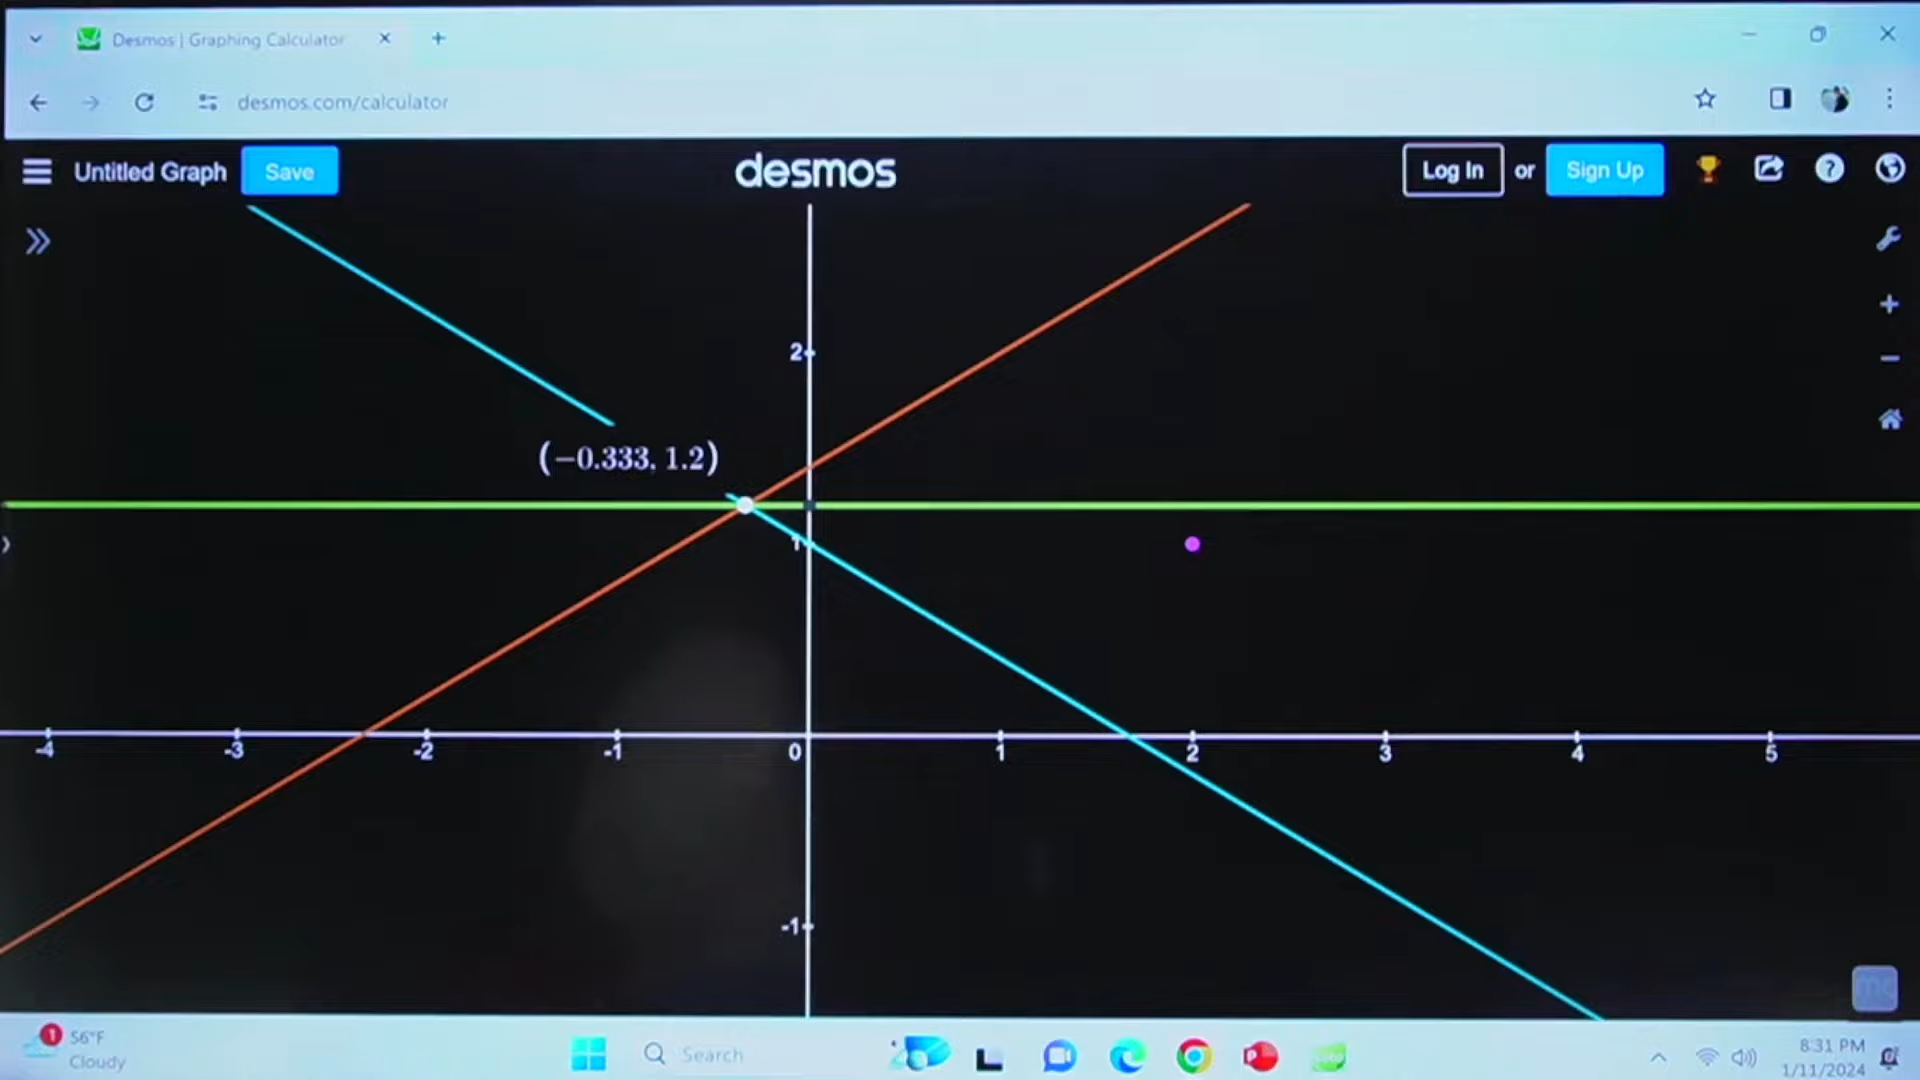 Desmos | Graphing Calculator
desmos.com/calculator
Untitled Graph
Save
desmos
Log In or Sign Up
2
(−0.333, 1.2)
1
-4 -3 -2 -1 0 1 2 3 4 5
-1
1
56°F
Cloudy
Search
8:31 PM
1/11/2024